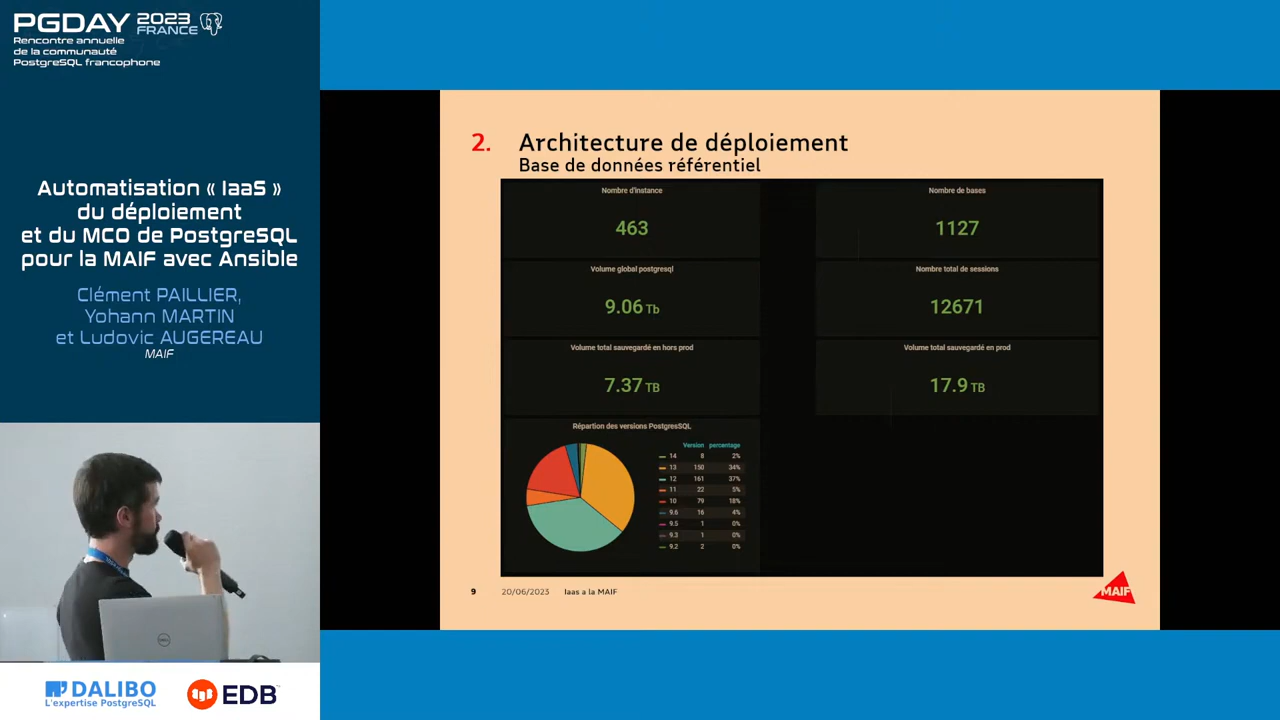 PGDAY 2023 FRANCE
Rencontre annuelle
de la communauté
PostgreSQL francophone
Automatisation « IaaS »
du déploiement
et du MCO de PostgreSQL
pour la MAIF avec Ansible
Clément PAILLIER,
Yohann MARTIN
et Ludovic AUGEREAU
MAIF
DELL
DALIBO
L'expertise PostgreSQL
EDB
2. Architecture de déploiement
Base de données référentiel
Nombre d'instance
463
Nombre de bases
1127
Volume global postgresql
9.06 Tb
Nombre total de sessions
12671
Volume total sauvegardé en hors prod
7.37 TB
Volume total sauvegardé en prod
17.9 TB
Répartion des versions PostgresSQL
Version percentage
14 8 2%
13 150 34%
12 161 37%
11 22 5%
10 79 18%
9.6 16 4%
9.5 1 0%
9.3 1 0%
9.2 2 0%
9 20/06/2023 Iaas a la MAIF
MAIF